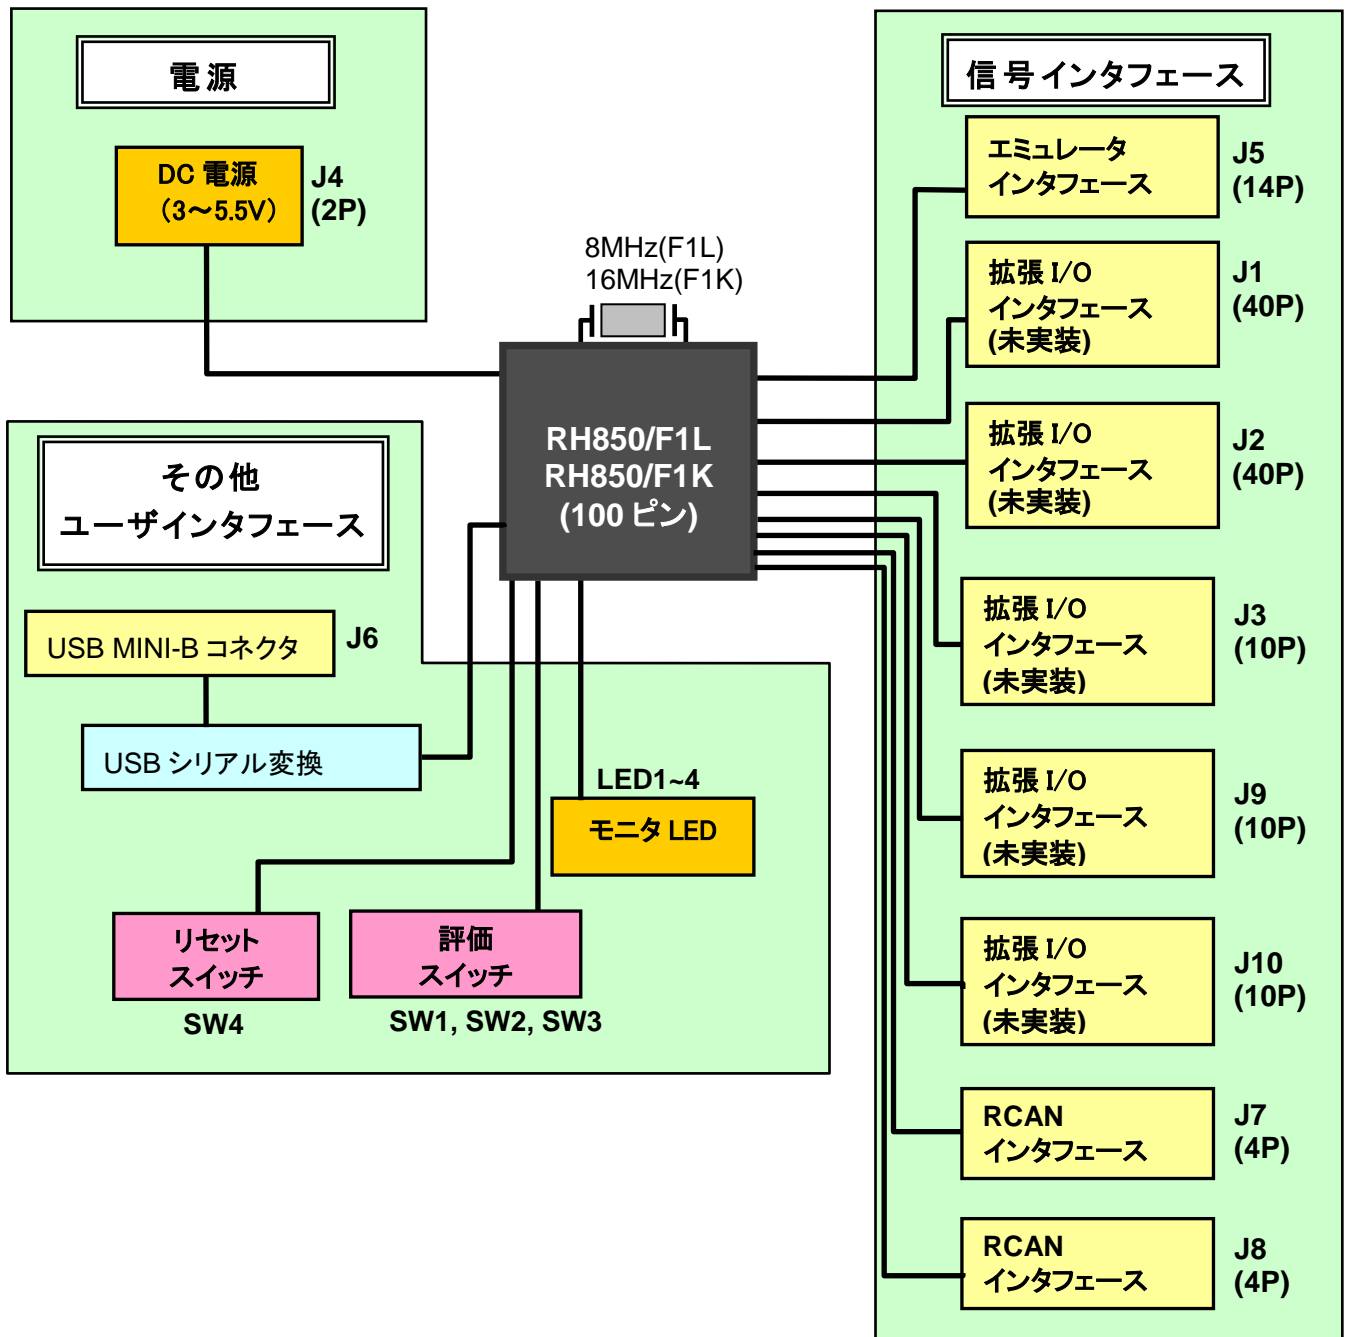 電源
DC 電源
（3～5.5V）
J4
(2P)
8MHz(F1L)
16MHz(F1K)
RH850/F1L
RH850/F1K
(100 ピン)
その他
ユーザインタフェース
USB MINI-B コネクタ
J6
USB シリアル変換
LED1~4
モニタ LED
リセット
スイッチ
SW4
評価
スイッチ
SW1, SW2, SW3
信号インタフェース
エミュレータ
インタフェース
J5
(14P)
拡張 I/O
インタフェース
(未実装)
J1
(40P)
拡張 I/O
インタフェース
(未実装)
J2
(40P)
拡張 I/O
インタフェース
(未実装)
J3
(10P)
拡張 I/O
インタフェース
(未実装)
J9
(10P)
拡張 I/O
インタフェース
(未実装)
J10
(10P)
RCAN
インタフェース
J7
(4P)
RCAN
インタフェース
J8
(4P)